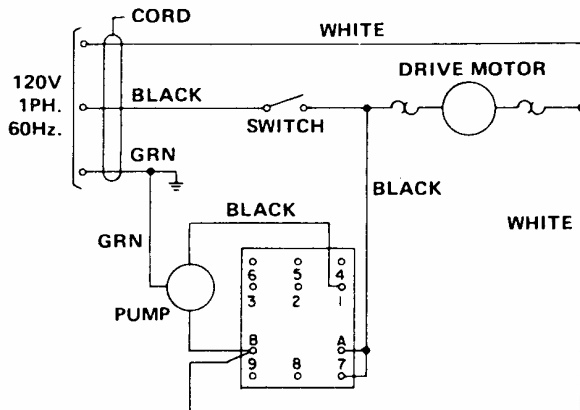 CORD
WHITE
120V
1PH.
60Hz.
BLACK
SWITCH
DRIVE MOTOR
GRN
BLACK
WHITE
BLACK
GRN
PUMP
6 5 4
3 2 1
B A
9 8 7